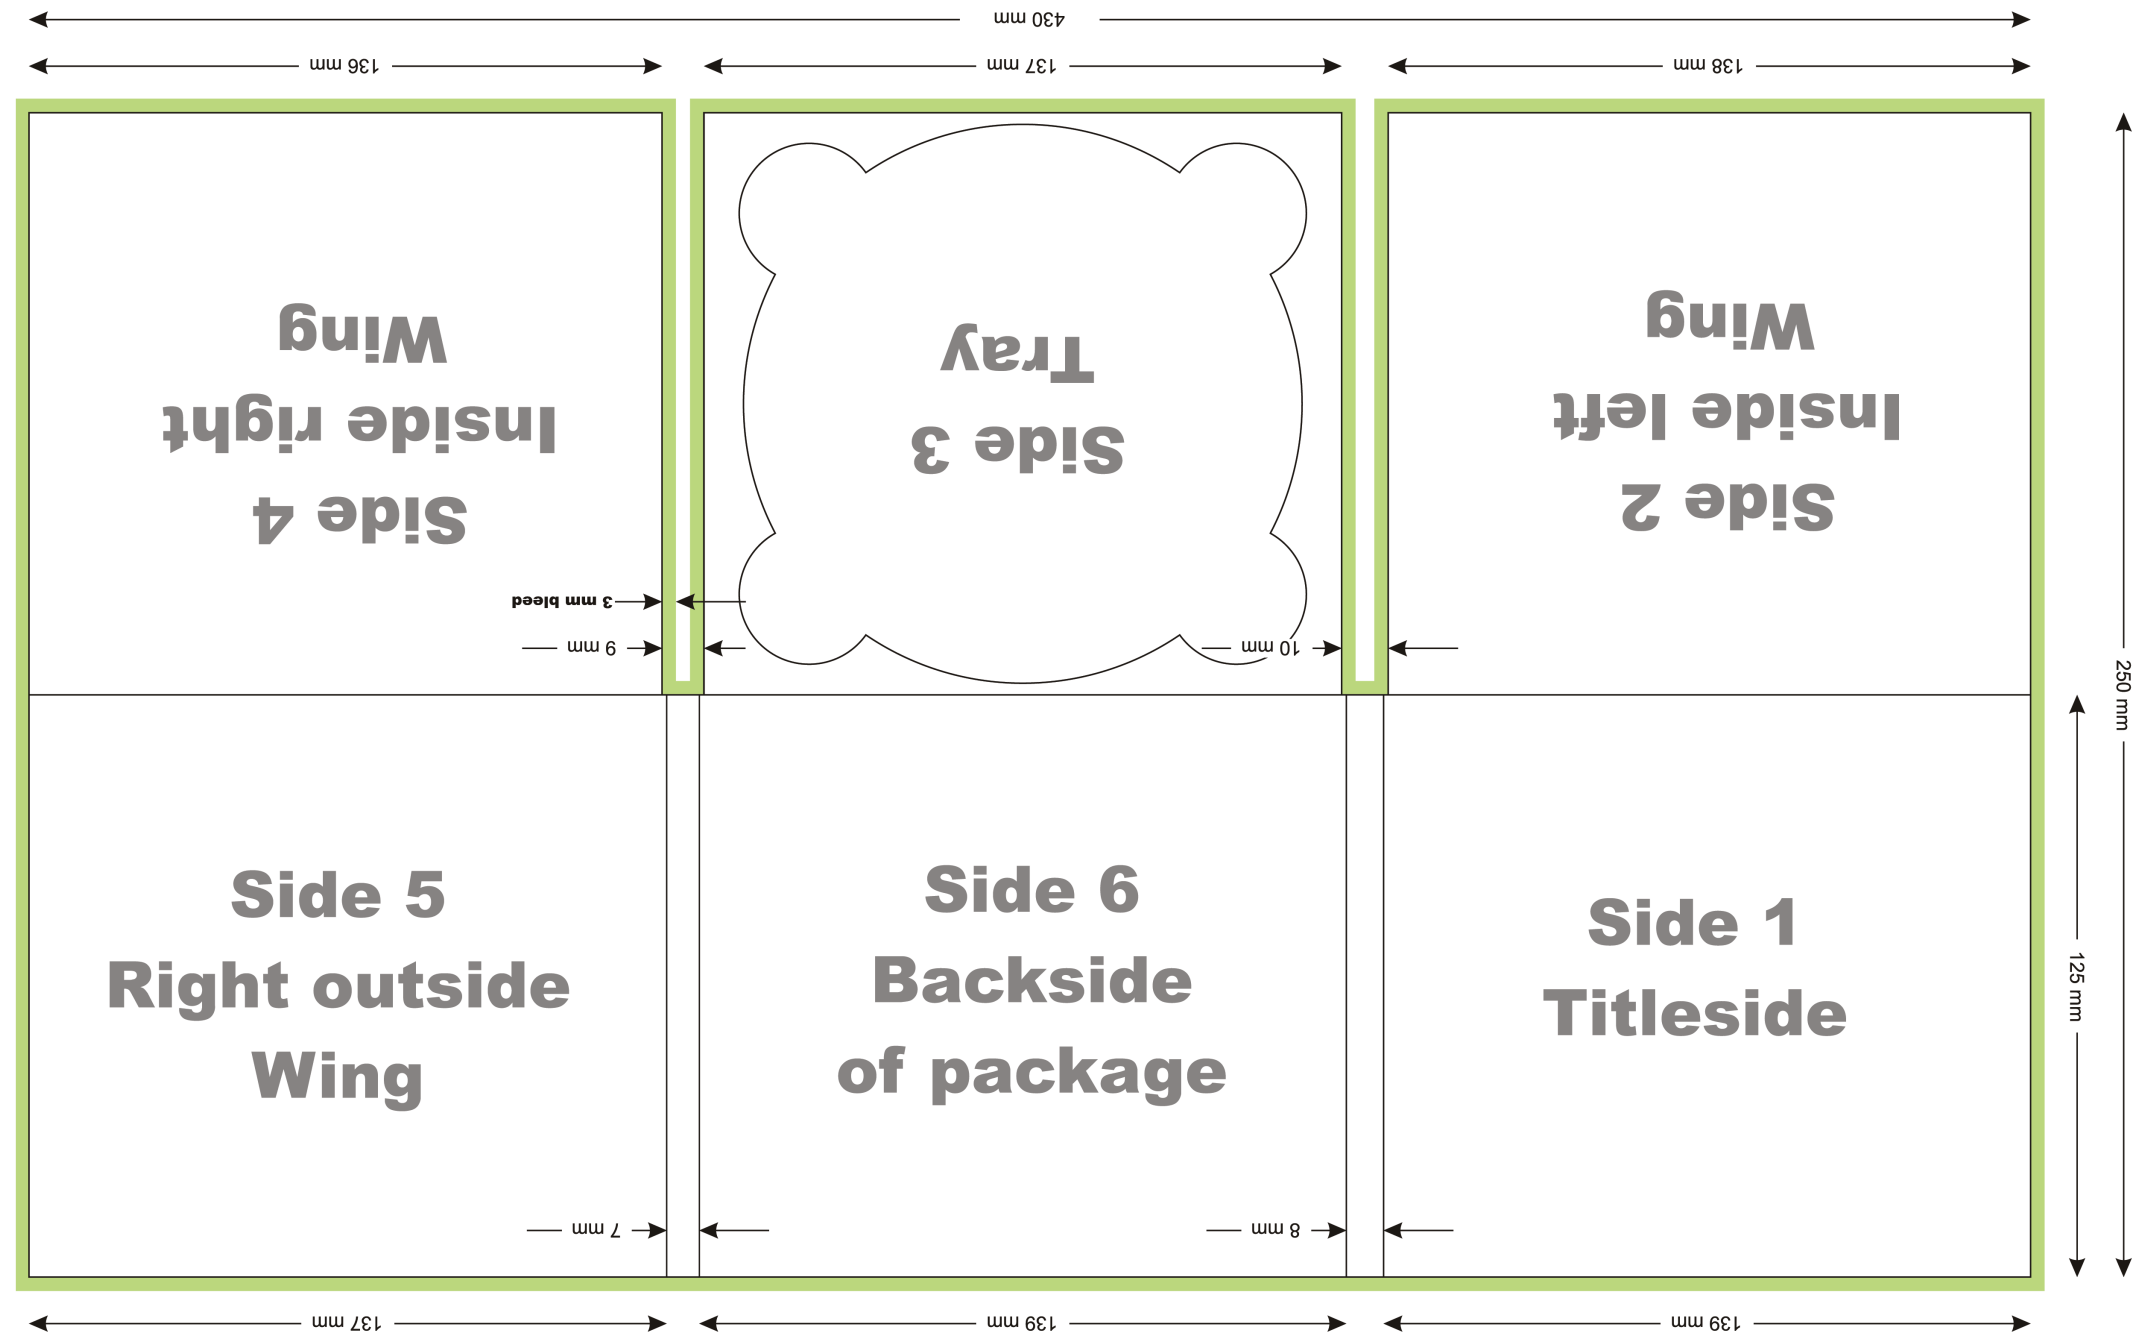 430 mm
136 mm
137 mm
138 mm
Side 4
Inside right
Wing
Side 3
Tray
Side 2
Inside left
Wing
3 mm bleed
9 mm
10 mm
250 mm
Side 5
Right outside
Wing
Side 6
Backside
of package
Side 1
Titleside
125 mm
7 mm
8 mm
137 mm
139 mm
139 mm